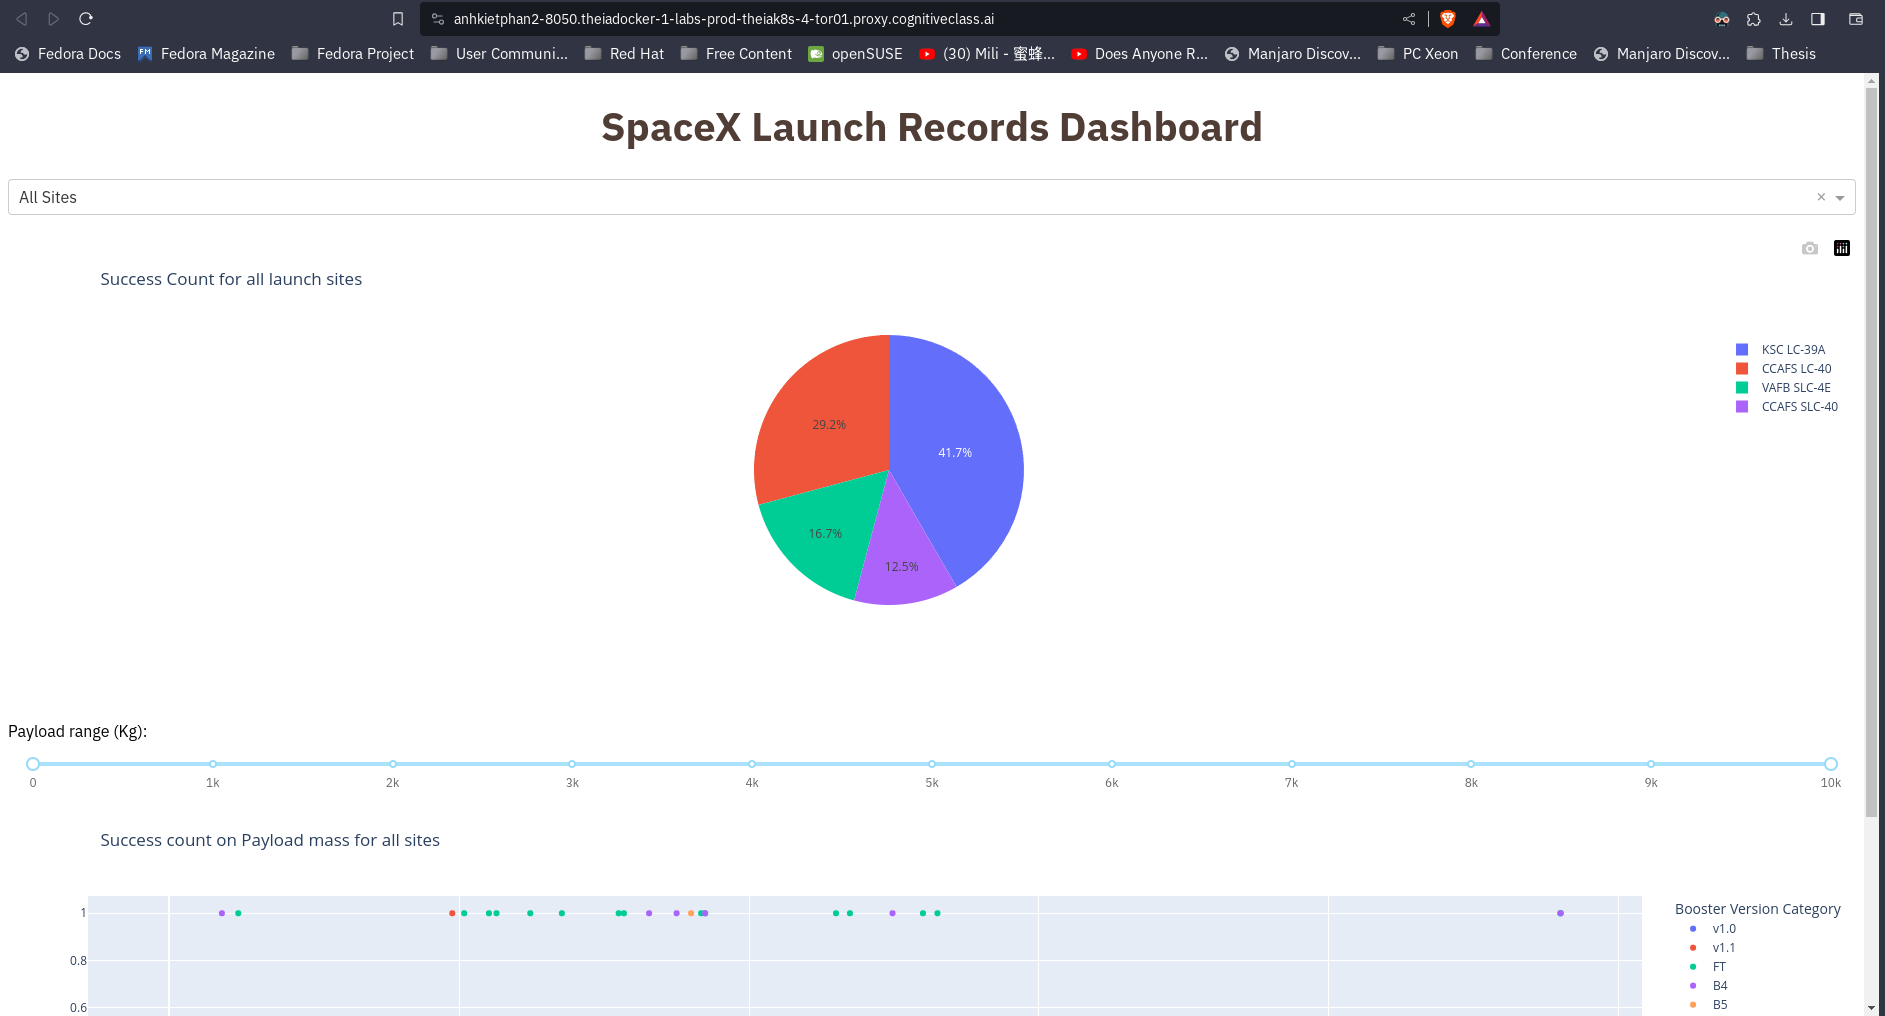 anhkietphan2-8050.theiadocker-1-labs-prod-theiak8s-4-tor01.proxy.cognitiveclass.ai
Fedora Docs FM Fedora Magazine Fedora Project User Communi... Red Hat Free Content openSUSE (30) Mili - 蜜蜂... Does Anyone R... Manjaro Discov... PC Xeon Conference Manjaro Discov... Thesis
SpaceX Launch Records Dashboard
All Sites ×
Success Count for all launch sites
KSC LC-39A
CCAFS LC-40
VAFB SLC-4E
CCAFS SLC-40
29.2%
41.7%
16.7%
12.5%
Payload range (Kg):
0 1k 2k 3k 4k 5k 6k 7k 8k 9k 10k
Success count on Payload mass for all sites
1
0.8
0.6
Booster Version Category
v1.0
v1.1
FT
B4
B5